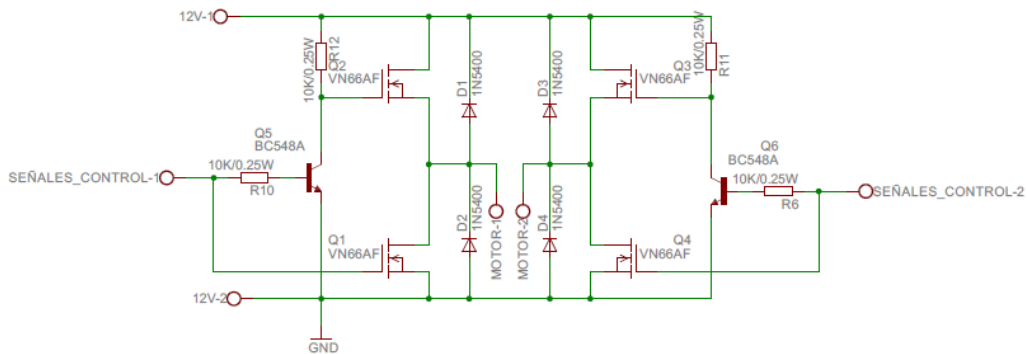 12V-1
10K/0.25W
R12
Q2
VN66AF
D1
1N5400
D3
1N5400
Q3
VN66AF
10K/0.25W
R11
Q5
BC548A
10K/0.25W
R10
SEÑALES_CONTROL-1
Q6
BC548A
10K/0.25W
R6
SEÑALES_CONTROL-2
D2
1N5400
MOTOR-1
MOTOR-2
D4
1N5400
Q1
VN66AF
Q4
VN66AF
12V-2
GND